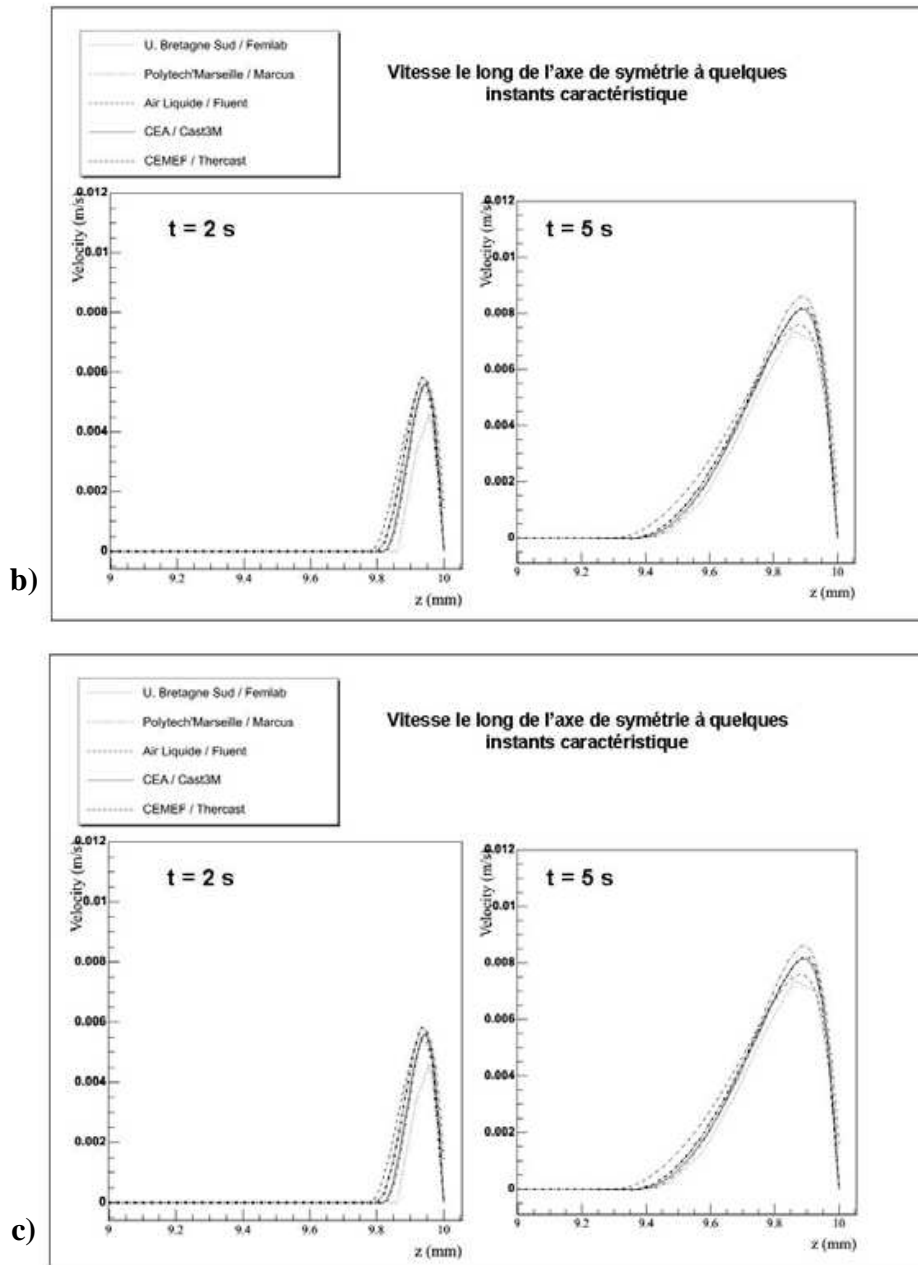 b)
U. Bretagne Sud / Femlab
Polytech'Marseille / Marcus
Air Liquide / Fluent
CEA / Cast3M
CEMEF / Thercast
Vitesse le long de l'axe de symétrie à quelques
instants caractéristique
t = 2 s
Velocity (m/s)
0.012
0.01
0.008
0.006
0.004
0.002
0
9
9.2
9.4
9.6
9.8
10
z (mm)
t = 5 s
Velocity (m/s)
0.012
0.01
0.008
0.006
0.004
0.002
0
9
9.2
9.4
9.6
9.8
10
z (mm)
c)
U. Bretagne Sud / Femlab
Polytech'Marseille / Marcus
Air Liquide / Fluent
CEA / Cast3M
CEMEF / Thercast
Vitesse le long de l'axe de symétrie à quelques
instants caractéristique
t = 2 s
Velocity (m/s)
0.012
0.01
0.008
0.006
0.004
0.002
0
9
9.2
9.4
9.6
9.8
10
z (mm)
t = 5 s
Velocity (m/s)
0.012
0.01
0.008
0.006
0.004
0.002
0
9
9.2
9.4
9.6
9.8
10
z (mm)